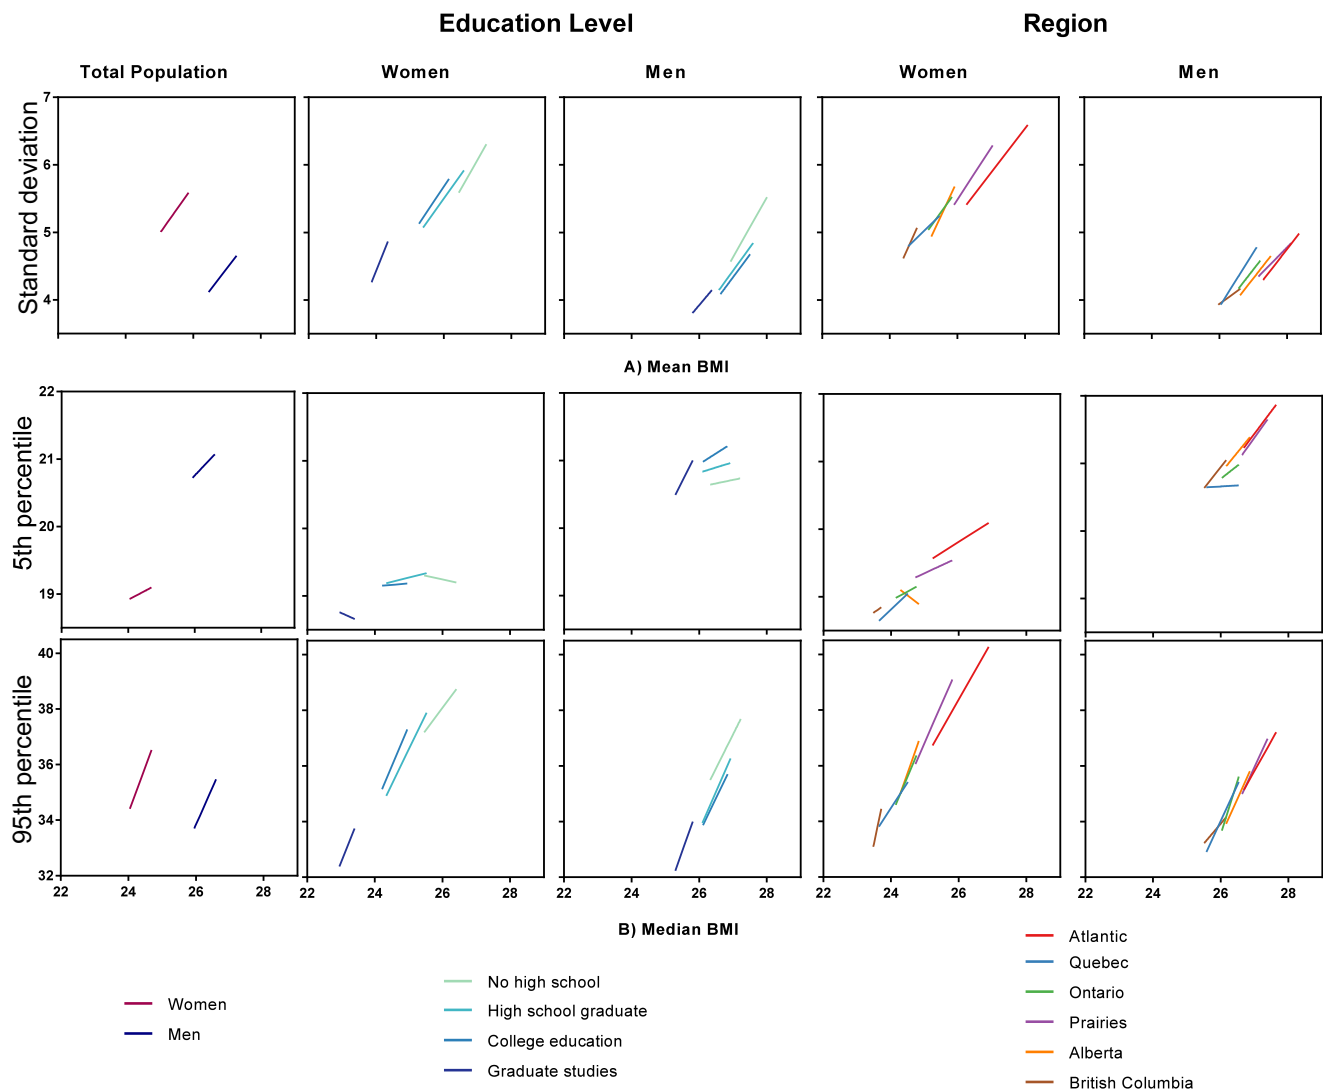 Education Level Region
Total Population Women Men Women Men
Standard deviation
7
6
5
4
A) Mean BMI
5th percentile
22
21
20
19
95th percentile
40
38
36
34
32
22 24 26 28 22 24 26 28 22 24 26 28 22 24 26 28 22 24 26 28
B) Median BMI
Women
Men
No high school
High school graduate
College education
Graduate studies
Atlantic
Quebec
Ontario
Prairies
Alberta
British Columbia